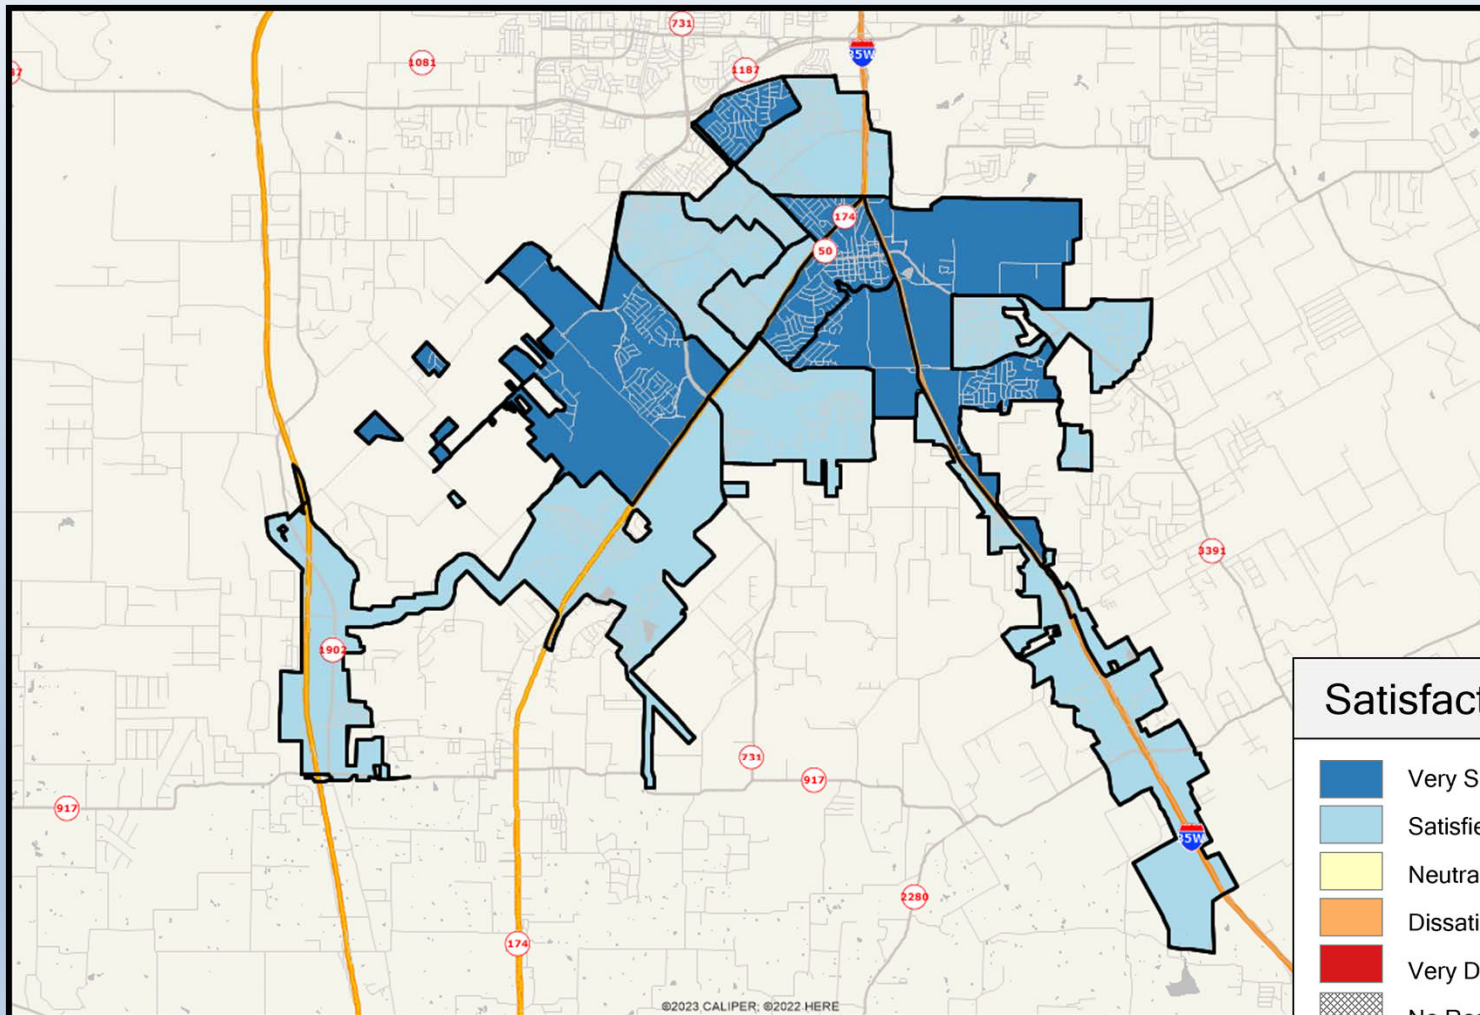 731
1081
1187
35W
174
50
3391
1902
731
917
917
2280
174
35W
Satisfact
Very S
Satisfie
Neutra
Dissati
Very D
©2023 CALIPER; ©2022 HERE